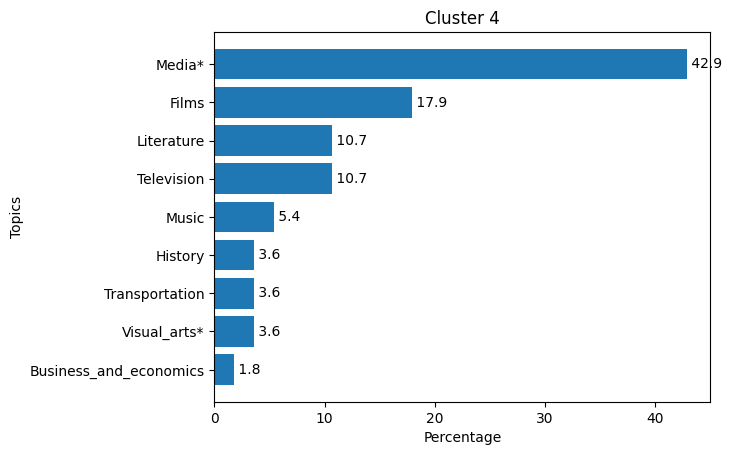 Cluster 4
Media* 42.9
Films 17.9
Literature 10.7
Television 10.7
Music 5.4
History 3.6
Transportation 3.6
Visual_arts* 3.6
Business_and_economics 1.8
Topics
0 10 20 30 40
Percentage